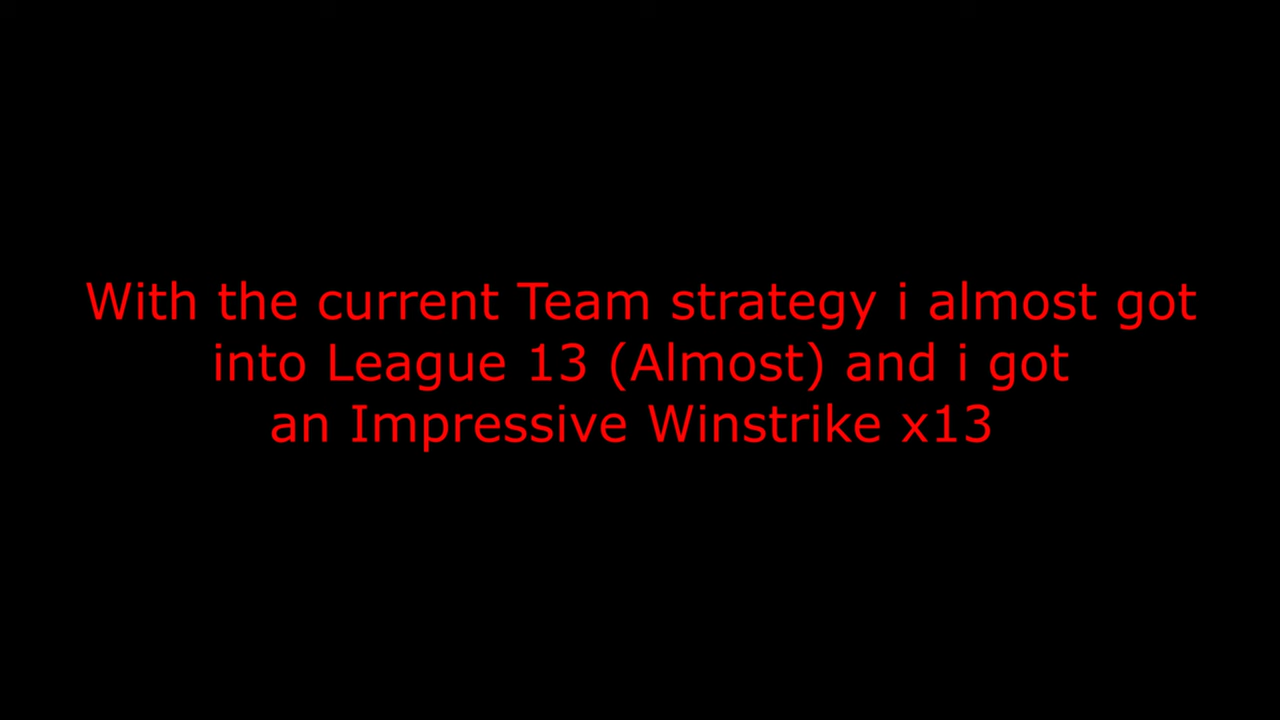 With the current Team strategy i almost got
into League 13 (Almost) and i got
an Impressive Winstrike x13